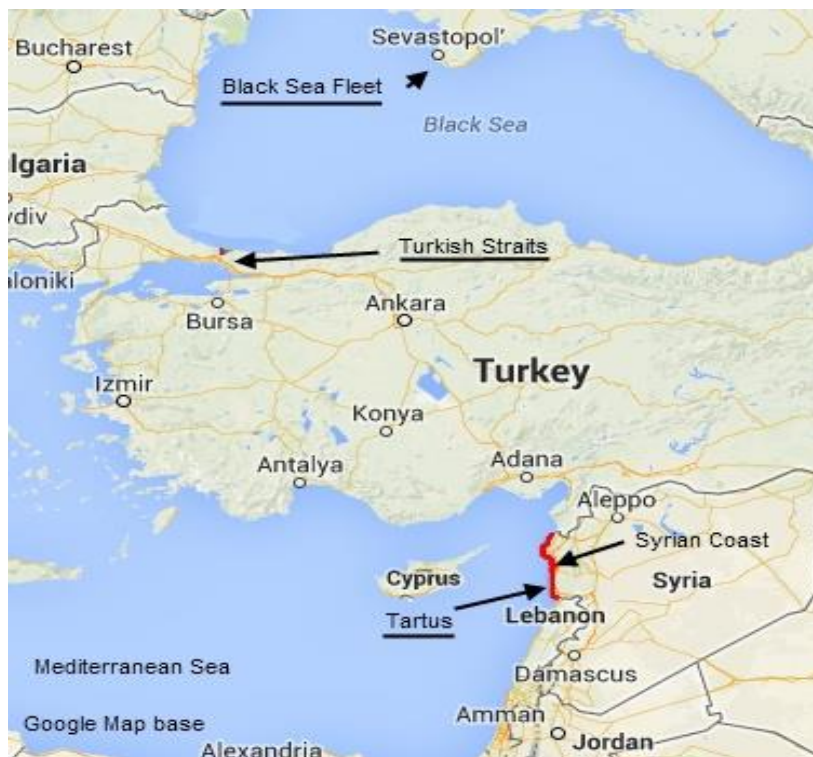 Sevastopol'
Bucharest
Black Sea Fleet
Black Sea
lgaria
vdiv
Turkish Straits
aloniki
Ankara
Bursa
Turkey
Izmir
Konya
Antalya
Adana
Aleppo
Syrian Coast
Cyprus
Syria
Tartus
Lebanon
Mediterranean Sea
Damascus
Google Map base
Amman
Jordan
Alexandria